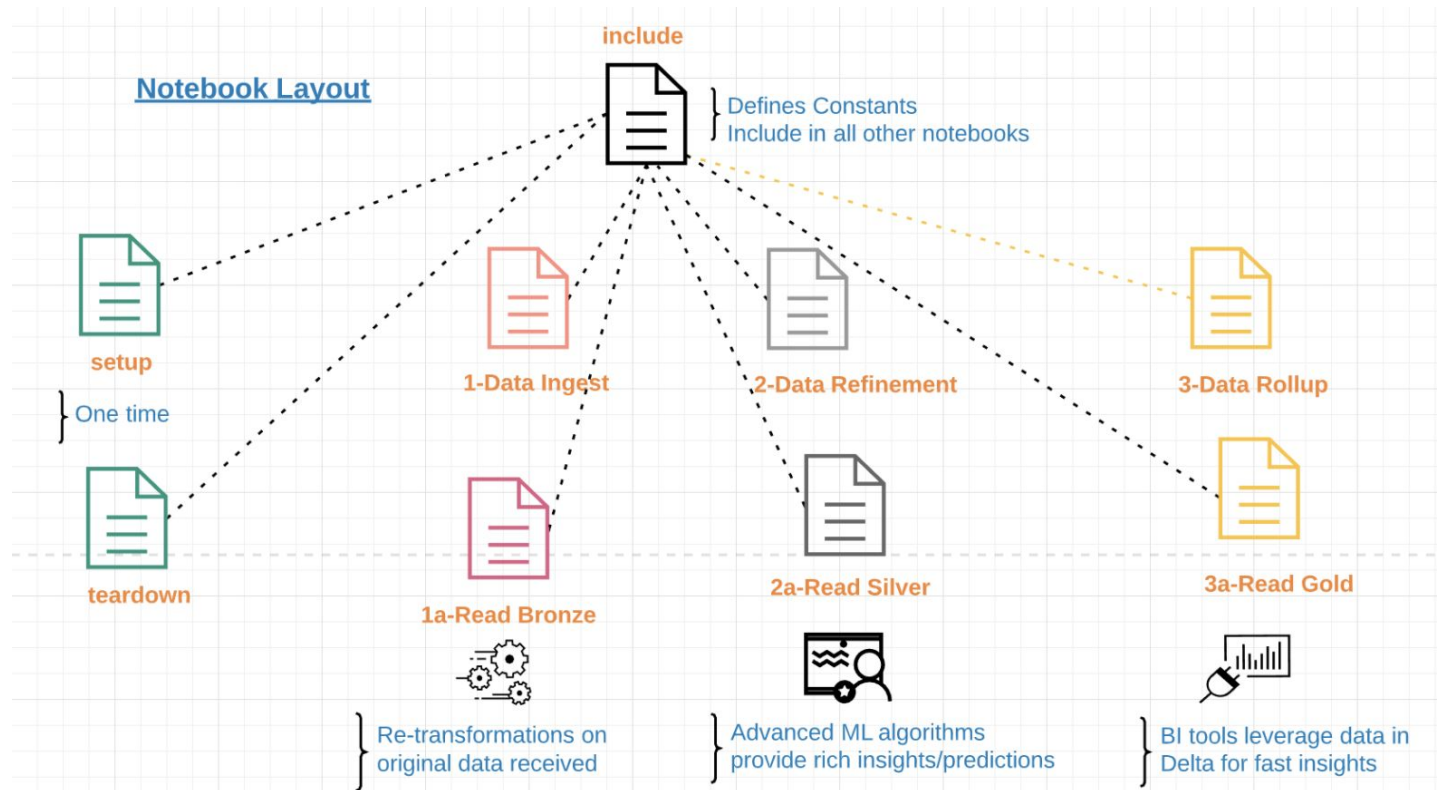 include
Notebook Layout
Defines Constants
Include in all other notebooks
setup
1-Data Ingest
2-Data Refinement
3-Data Rollup
One time
teardown
1a-Read Bronze
2a-Read Silver
3a-Read Gold
Re-transformations on
original data received
Advanced ML algorithms
provide rich insights/predictions
BI tools leverage data in
Delta for fast insights